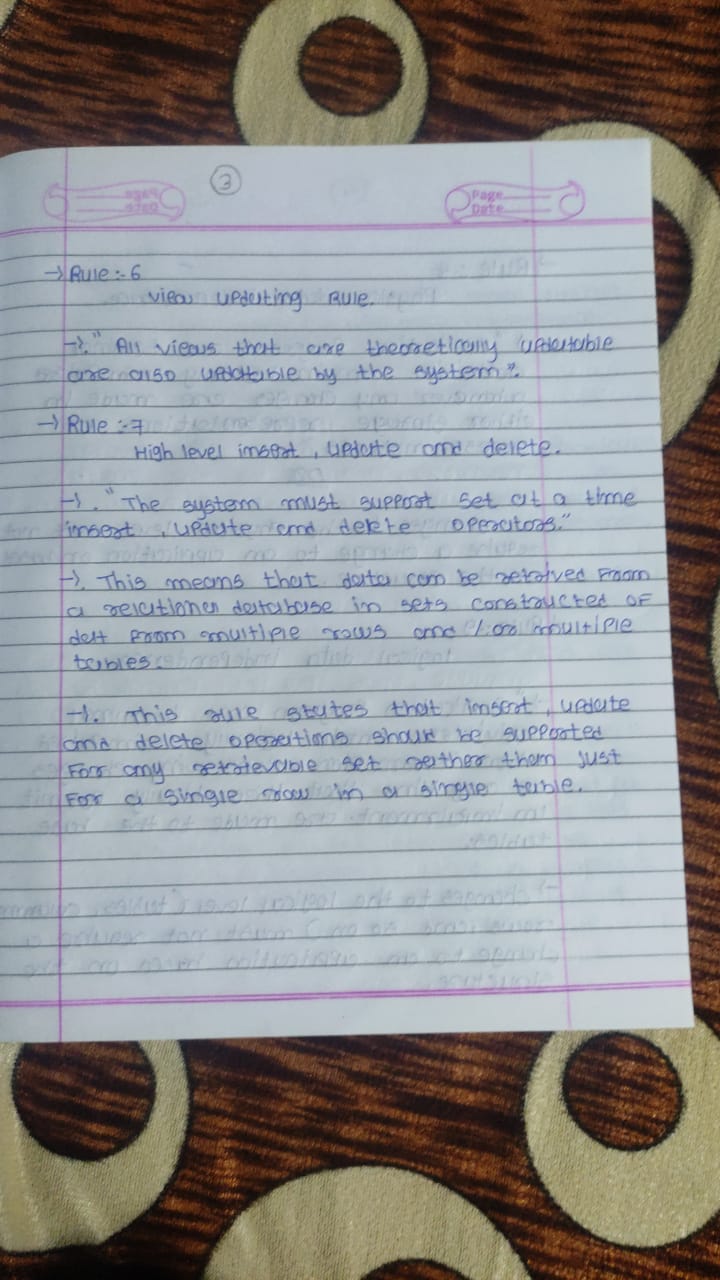 3
Page
Date
→ Rule :- 6
View updating Rule.
→. " All views that are theoretically updatable
are also updatable by the system".
→ Rule :- 7
High level insert , update and delete.
→. "The system must support set at a time
insert , update and delete operators."
→. This means that data can be retrived From
a relational database in sets constructed of
data From multiple rows and / or multiple
tables.
→. This rule states that insert , update
and delete operations should be supported
For any retrievable set rather than just
For a single row in a single table.